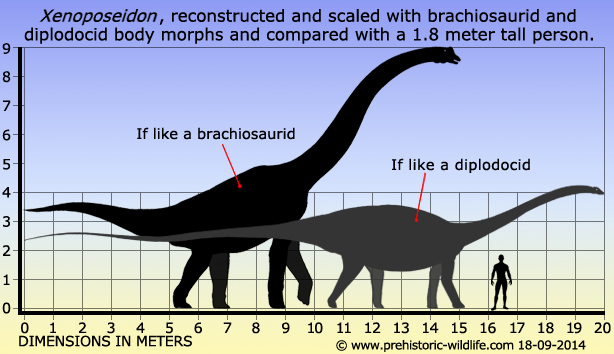 Xenoposeidon, reconstructed and scaled with brachiosaurid and
diplodocid body morphs and compared with a 1.8 meter tall person.
9
8
7
6
5
4
3
2
1
0
If like a brachiosaurid
If like a diplodocid
0 1 2 3 4 5 6 7 8 9 10 11 12 13 14 15 16 17 18 19 20
DIMENSIONS IN METERS
© www.prehistoric-wildlife.com 18-09-2014